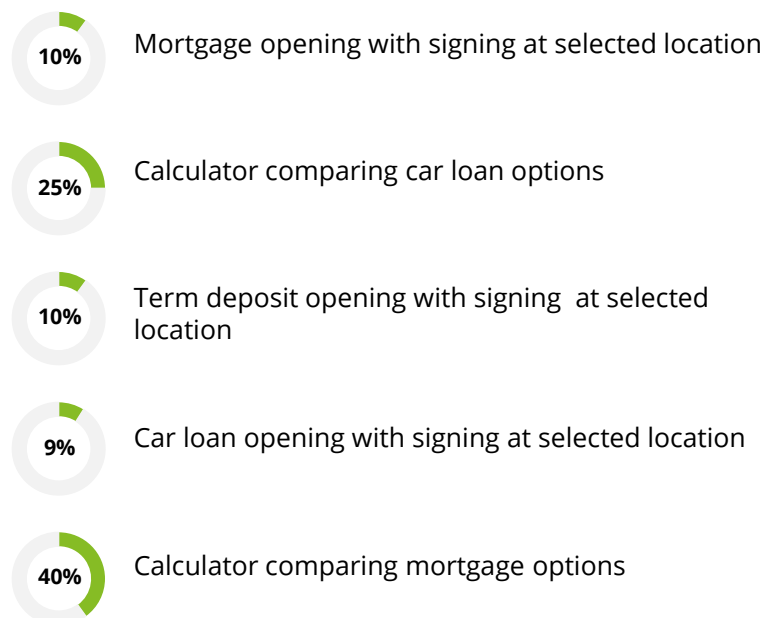 10%
Mortgage opening with signing at selected location
25%
Calculator comparing car loan options
10%
Term deposit opening with signing  at selected
location
9%
Car loan opening with signing at selected location
40%
Calculator comparing mortgage options